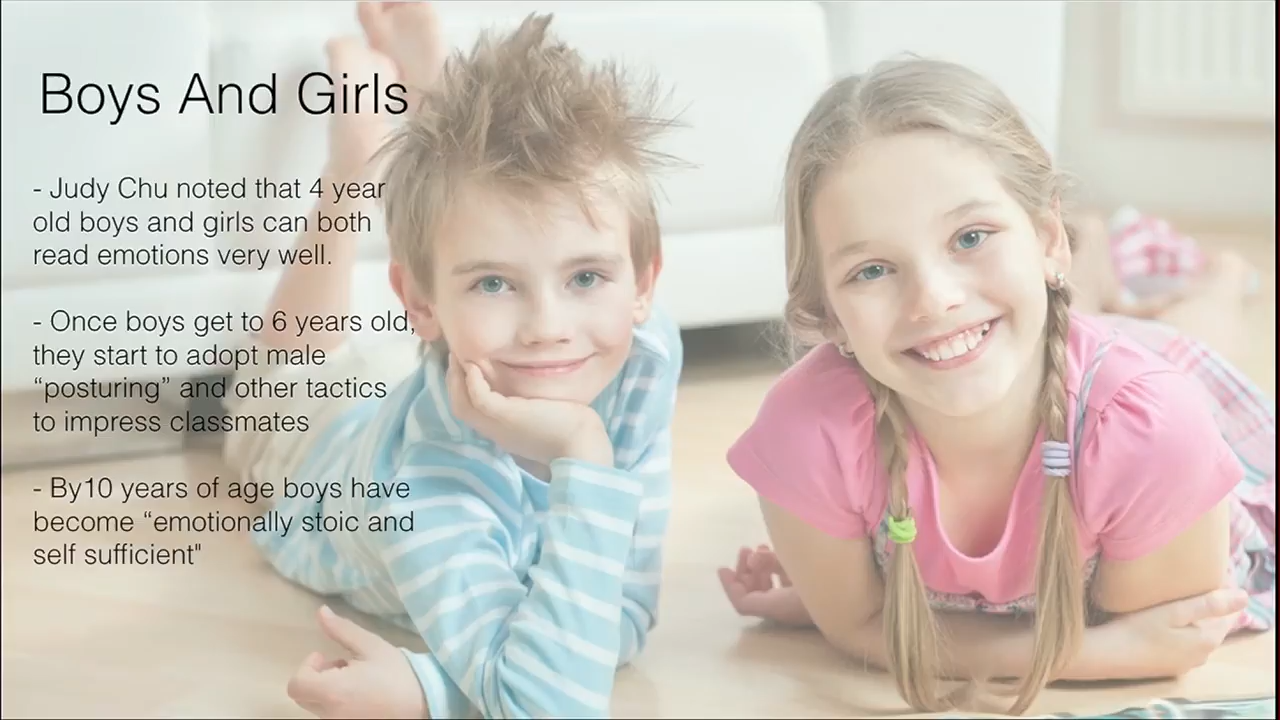 Boys And Girls
- Judy Chu noted that 4 year
old boys and girls can both
read emotions very well.
- Once boys get to 6 years old,
they start to adopt male
“posturing” and other tactics
to impress classmates
- By10 years of age boys have
become “emotionally stoic and
self sufficient"